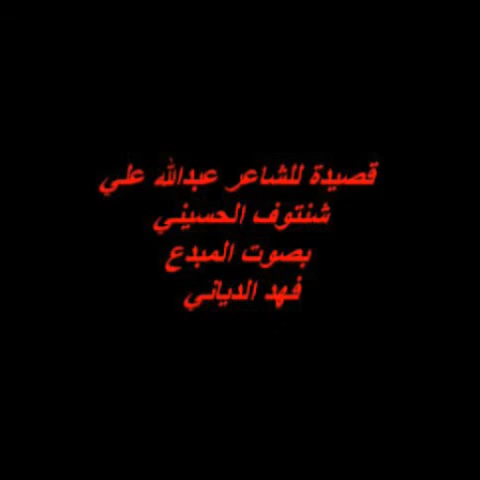 قصيدة للشاعر عبدالله علي
شنتوف الحسيني
بصوت المبدع
فهد الدياني